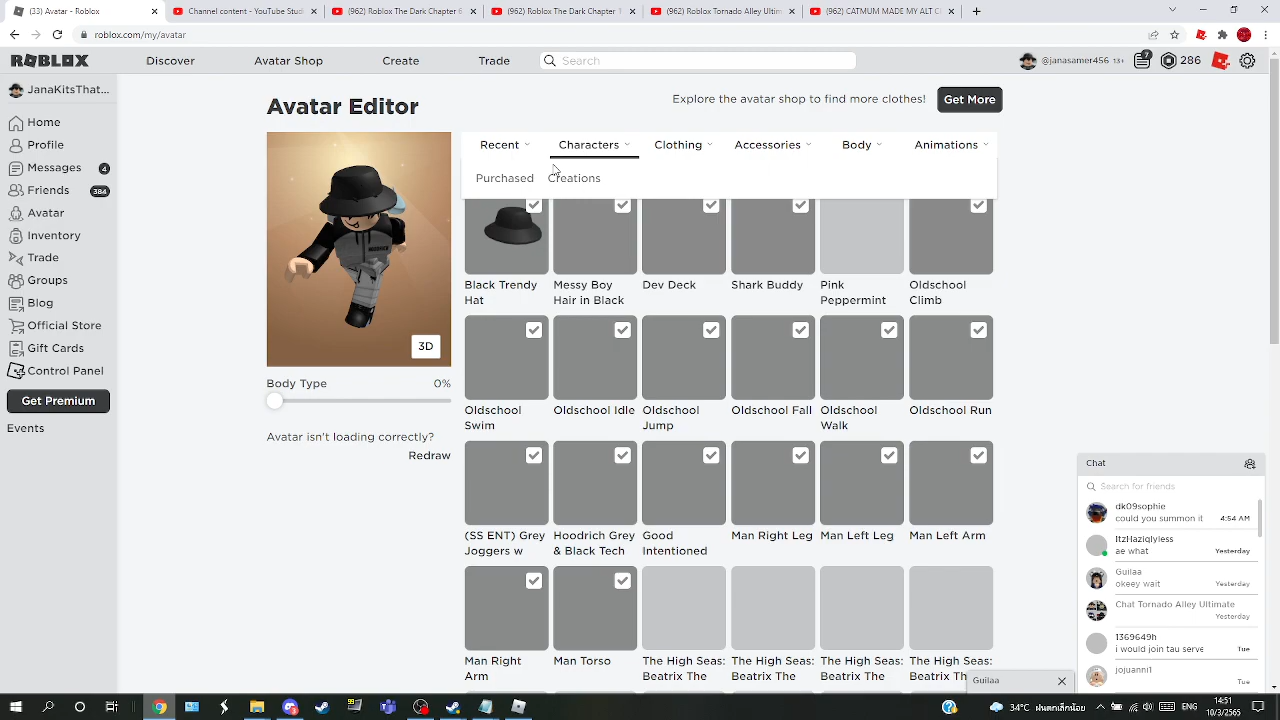 (33) Avatar - Roblox
Channel content - YouTube Studi
(962) Roblox The Dark Chapter 6
(962) Roblox The Dark Chapter 1
(962) Roblox Tornado Alley Ultim
(962) CATMUM MADE MY ALT C
roblox.com/my/avatar
ROBLOX
Discover
Avatar Shop
Create
Trade
Search
@janasamer456 13+
7
286
JanaKitsThat...
Home
Profile
Messages
4
Friends
384
Avatar
Inventory
Trade
Groups
Blog
Official Store
Gift Cards
Control Panel
Get Premium
Events
Avatar Editor
Explore the avatar shop to find more clothes!
Get More
3D
Body Type
0%
Avatar isn't loading correctly?
Redraw
Recent
Characters
Clothing
Accessories
Body
Animations
Purchased
Creations
Black Trendy Hat
Messy Boy Hair in Black
Dev Deck
Shark Buddy
Pink Peppermint
Oldschool Climb
Oldschool Swim
Oldschool Idle
Oldschool Jump
Oldschool Fall
Oldschool Walk
Oldschool Run
(SS ENT) Grey Joggers w
Hoodrich Grey & Black Tech
Good Intentioned
Man Right Leg
Man Left Leg
Man Left Arm
Man Right Arm
Man Torso
The High Seas: Beatrix The
The High Seas: Beatrix The
The High Seas: Beatrix The
The High Seas: Beatrix The
Chat
Search for friends
dk09sophie
could you summon it
4:54 AM
ItzHaziqlyless
ae what
Yesterday
Guilaa
okeey wait
Yesterday
Chat Tornado Alley Ultimate
Yesterday
1369649h
i would join tau serve
Tue
jojuanni1
Tue
Guilaa
34°C
14:51
10/3/2565